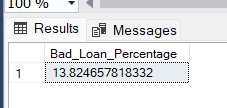 100 %
Results Messages
Bad_Loan_Percentage
1 13.824657818332